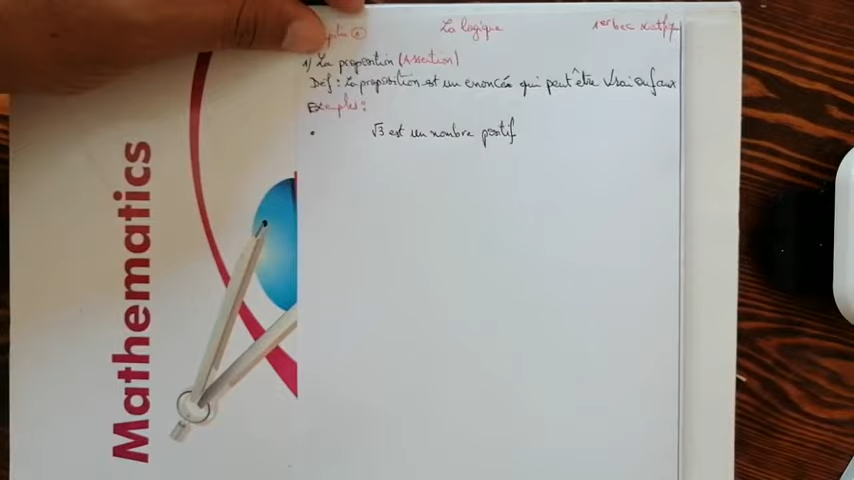 La logique
1er bac
1) La proposition (Assertion)
Def : La proposition est un enoncée qui peut être Vrai ou faux
Exemples :
• √3 est un nombre positif
Mathematics